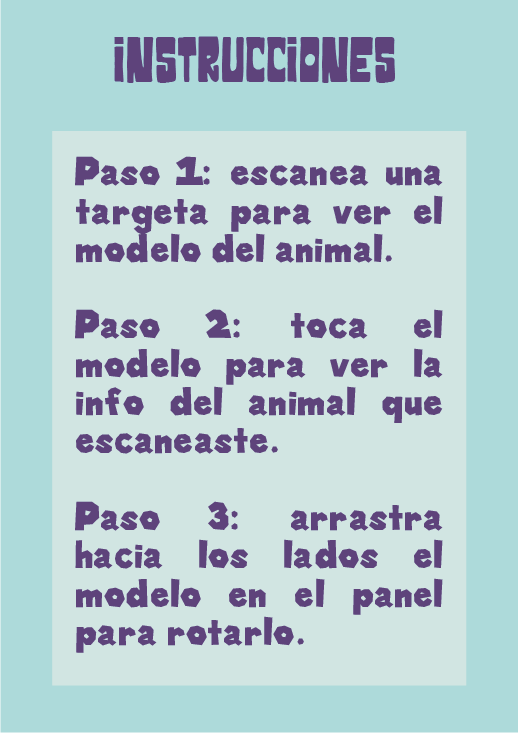 iNSTRUCCiONES
Paso 1: escanea una
targeta para ver el
modelo del animal.
Paso 2: toca el
modelo para ver la
info del animal que
escaneaste.
Paso 3: arrastra
hacia los lados el
modelo en el panel
para rotarlo.